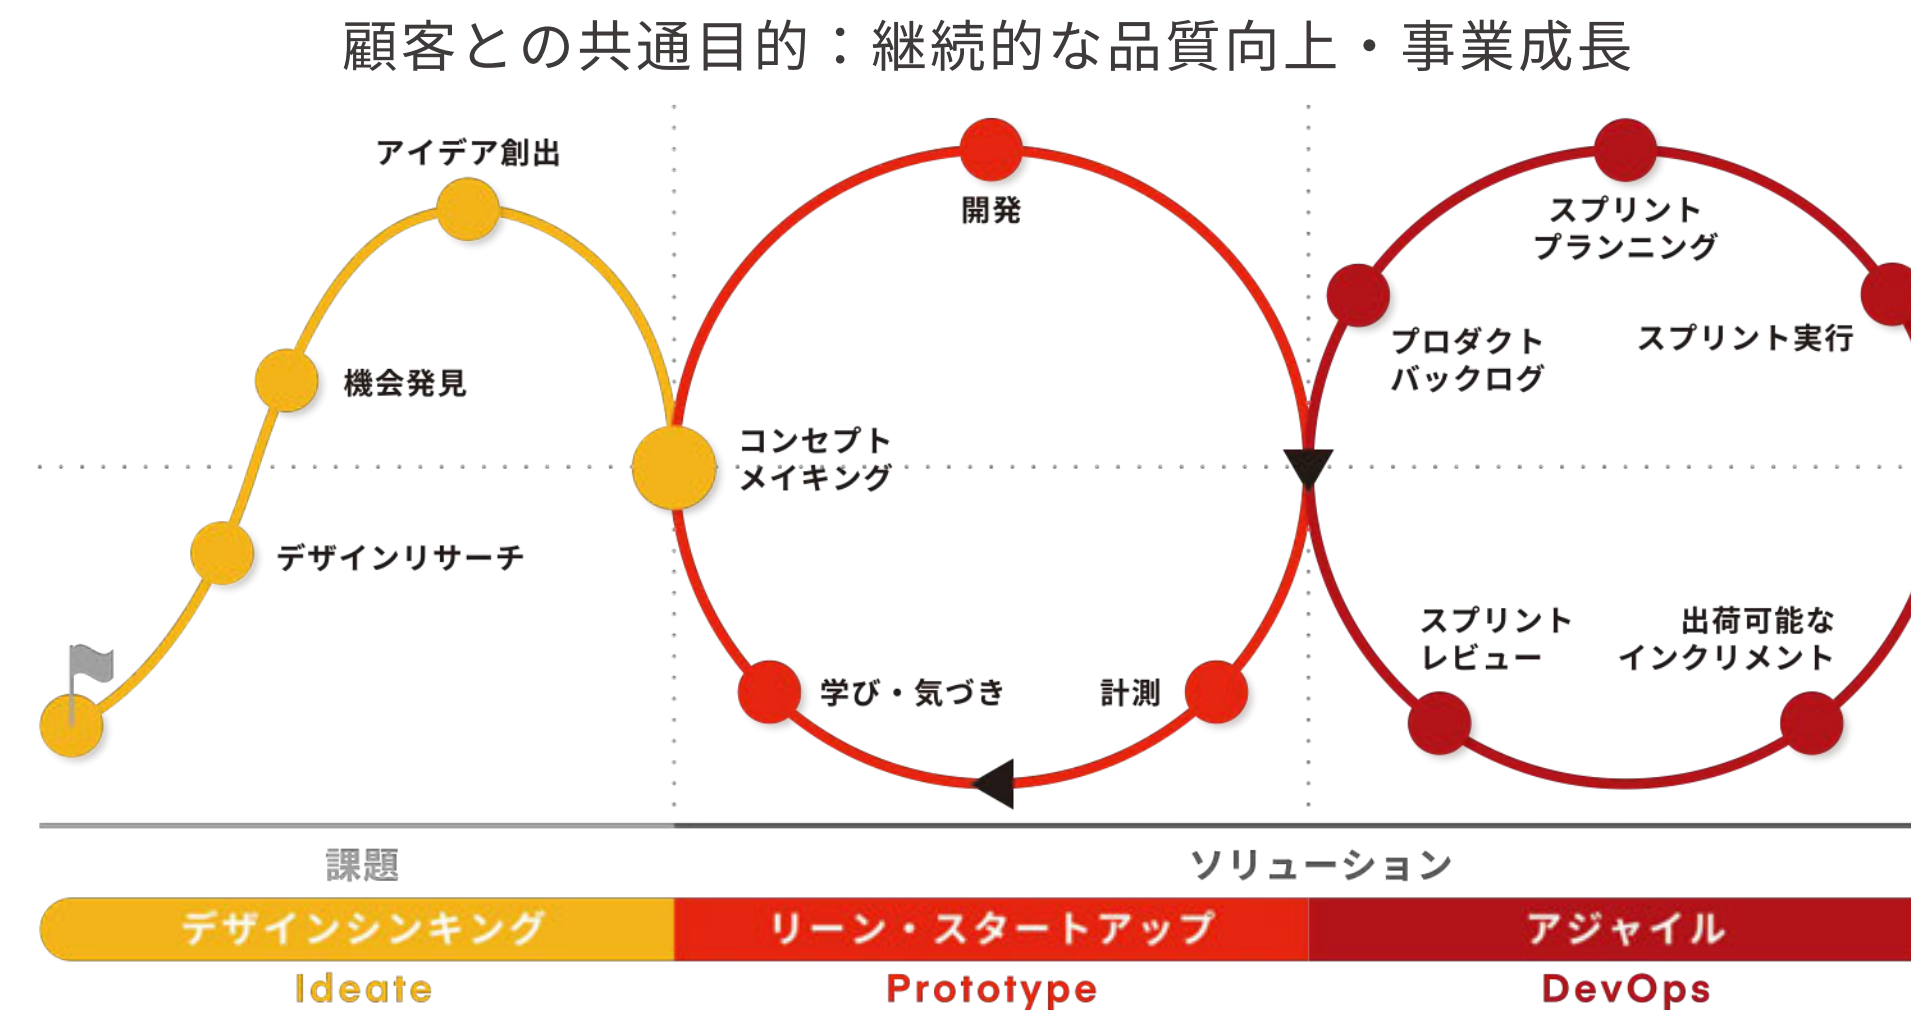 顧客との共通目的：継続的な品質向上・事業成長
アイデア創出
機会発見
デザインリサーチ
コンセプト
メイキング
開発
学び・気づき
計測
スプリント
プランニング
プロダクト
バックログ
スプリント実行
スプリント
レビュー
出荷可能な
インクリメント
課題
ソリューション
デザインシンキング
リーン・スタートアップ
アジャイル
Ideate
Prototype
DevOps